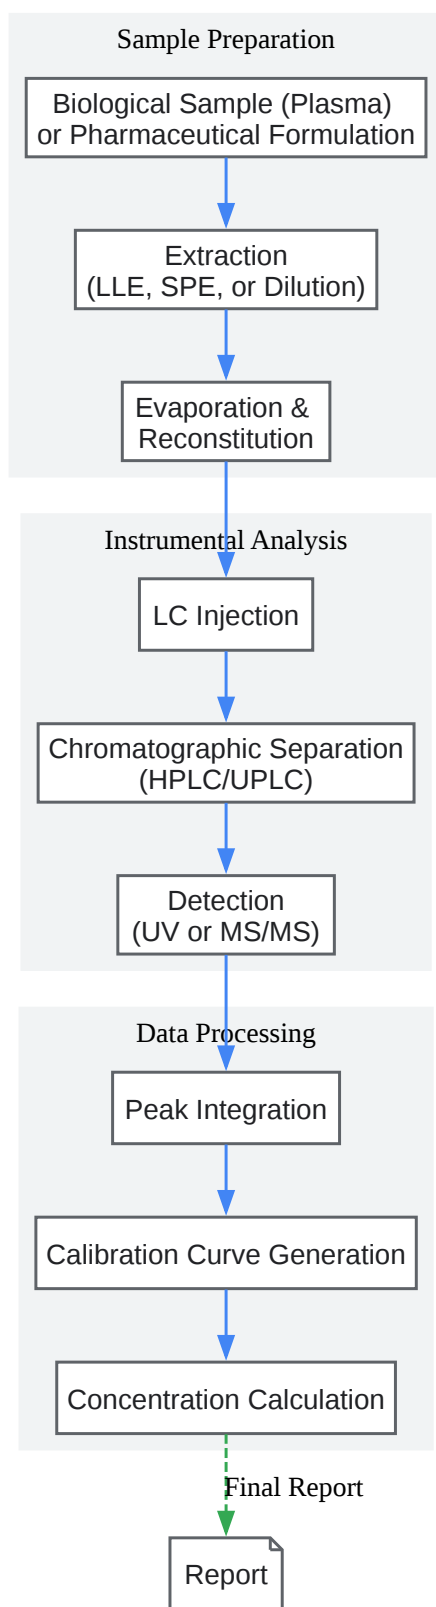 Sample Preparation
Biological Sample (Plasma)
or Pharmaceutical Formulation
Extraction
(LLE, SPE, or Dilution)
Evaporation &
Reconstitution
Instrumental Analysis
LC Injection
Chromatographic Separation
(HPLC/UPLC)
Detection
(UV or MS/MS)
Data Processing
Peak Integration
Calibration Curve Generation
Concentration Calculation
Final Report
Report